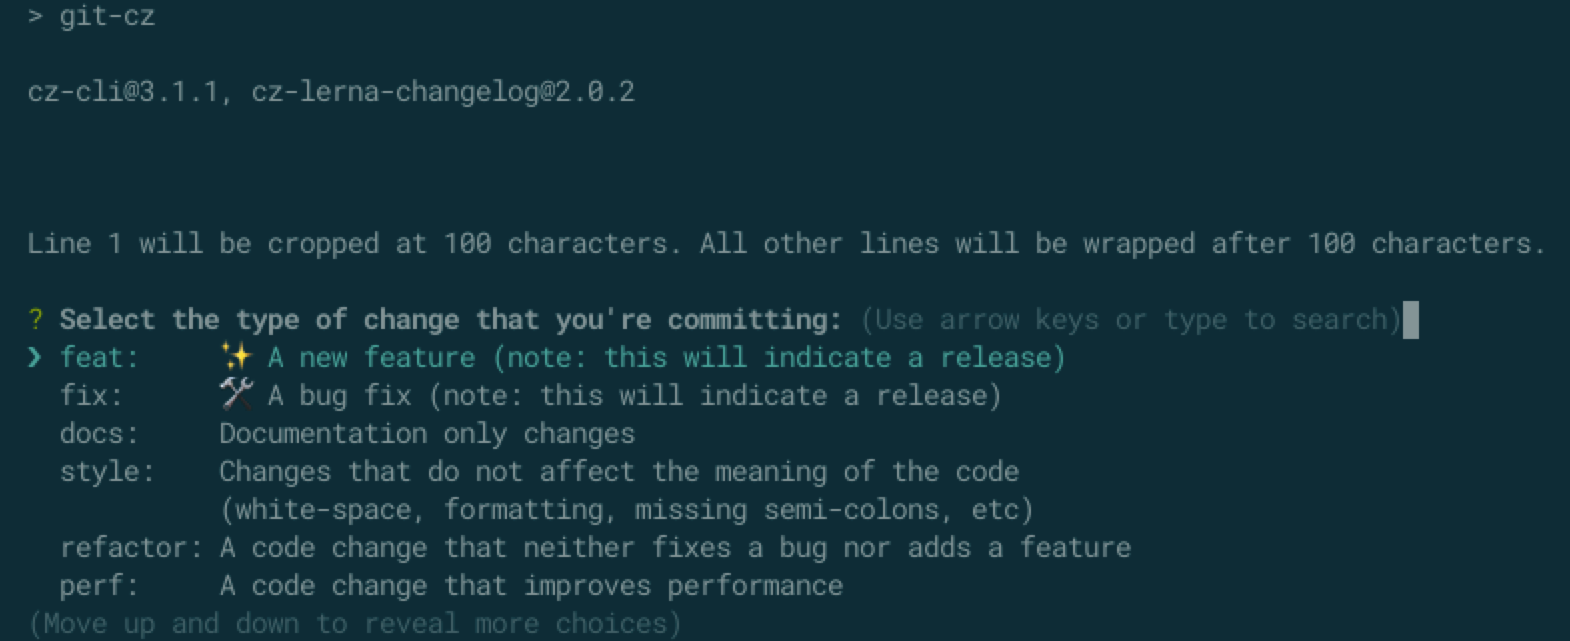 > git-cz
cz-cli@3.1.1, cz-lerna-changelog@2.0.2
Line 1 will be cropped at 100 characters. All other lines will be wrapped after 100 characters.
? Select the type of change that you're committing: (Use arrow keys or type to search)
❯ feat:     ✨ A new feature (note: this will indicate a release)
  fix:      🛠 A bug fix (note: this will indicate a release)
  docs:     Documentation only changes
  style:    Changes that do not affect the meaning of the code
            (white-space, formatting, missing semi-colons, etc)
  refactor: A code change that neither fixes a bug nor adds a feature
  perf:     A code change that improves performance
(Move up and down to reveal more choices)